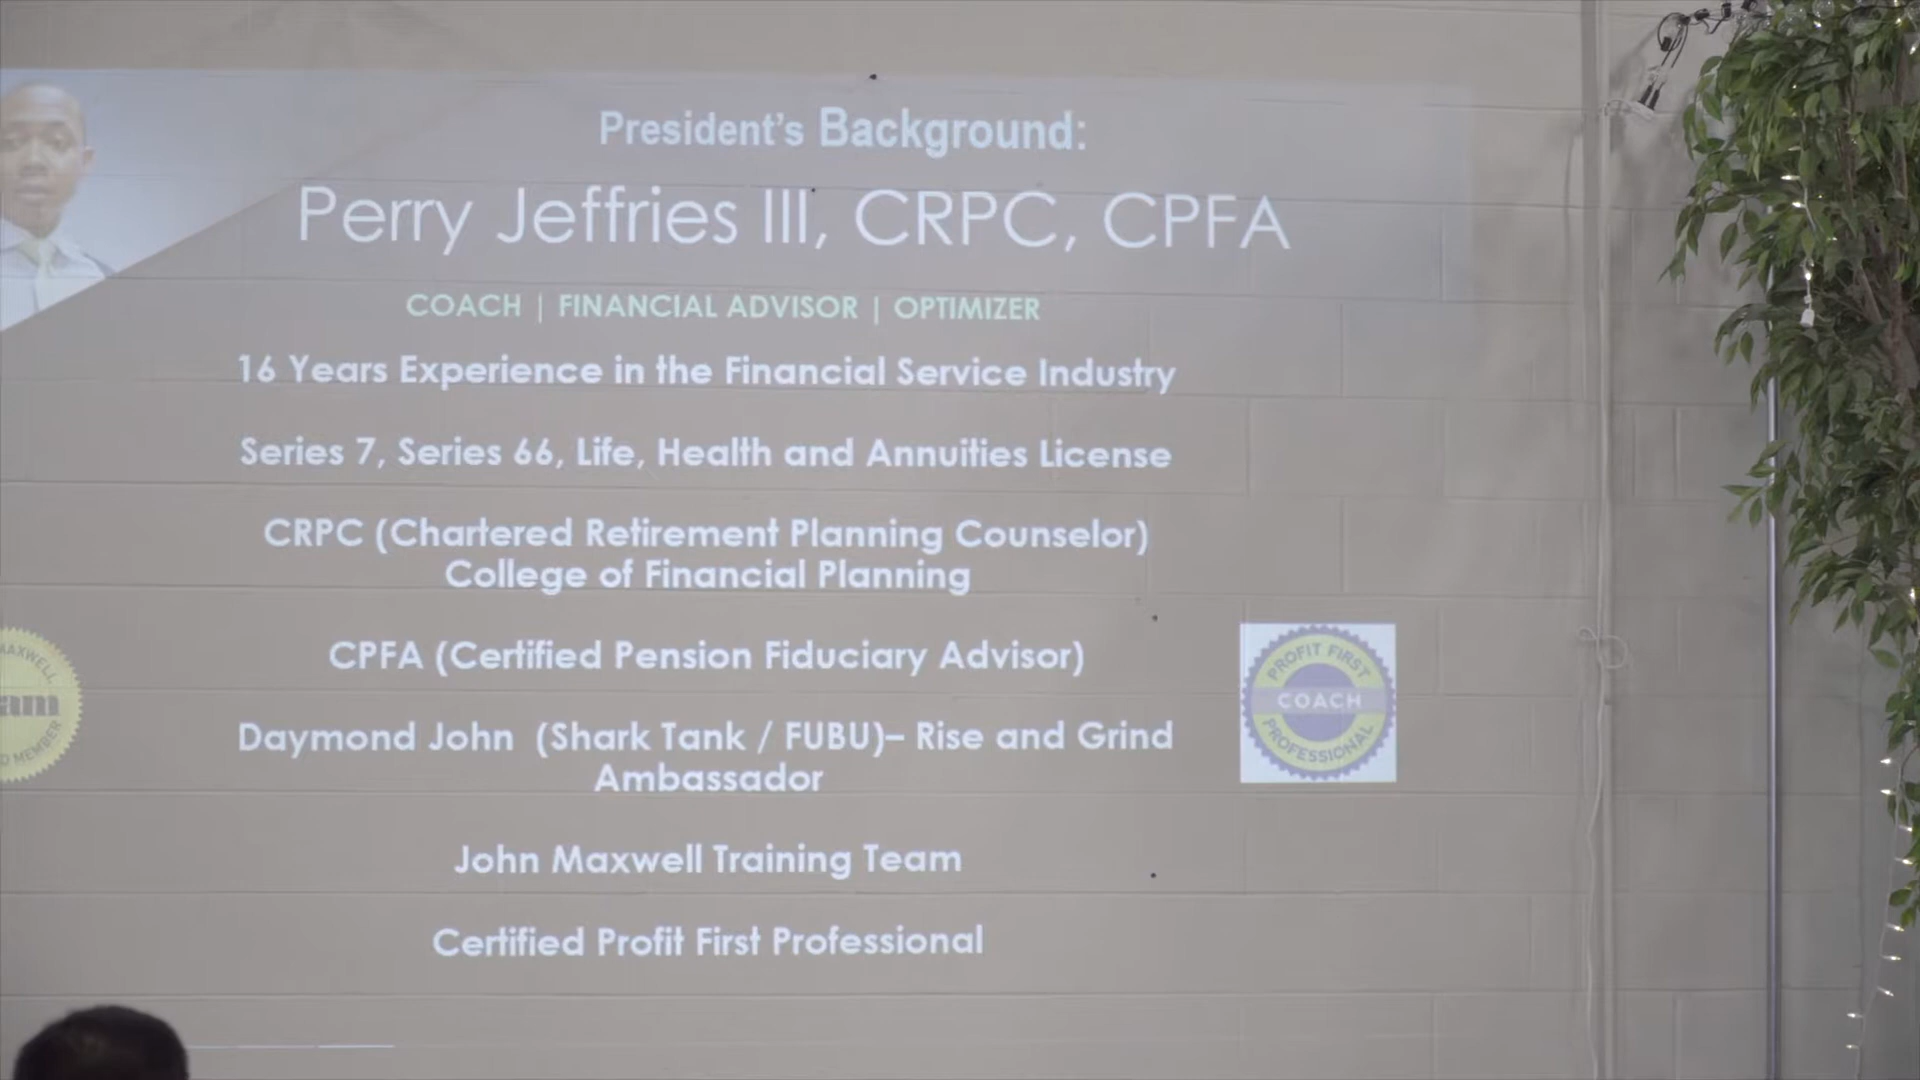 President's Background:
Perry Jeffries III, CRPC, CPFA
COACH | FINANCIAL ADVISOR | OPTIMIZER
16 Years Experience in the Financial Service Industry
Series 7, Series 66, Life, Health and Annuities License
CRPC (Chartered Retirement Planning Counselor)
College of Financial Planning
CPFA (Certified Pension Fiduciary Advisor)
MAXWELL
am
D MEMBER
PROFIT FIRST
COACH
PROFESSIONAL
Daymond John (Shark Tank / FUBU)– Rise and Grind
Ambassador
John Maxwell Training Team
Certified Profit First Professional